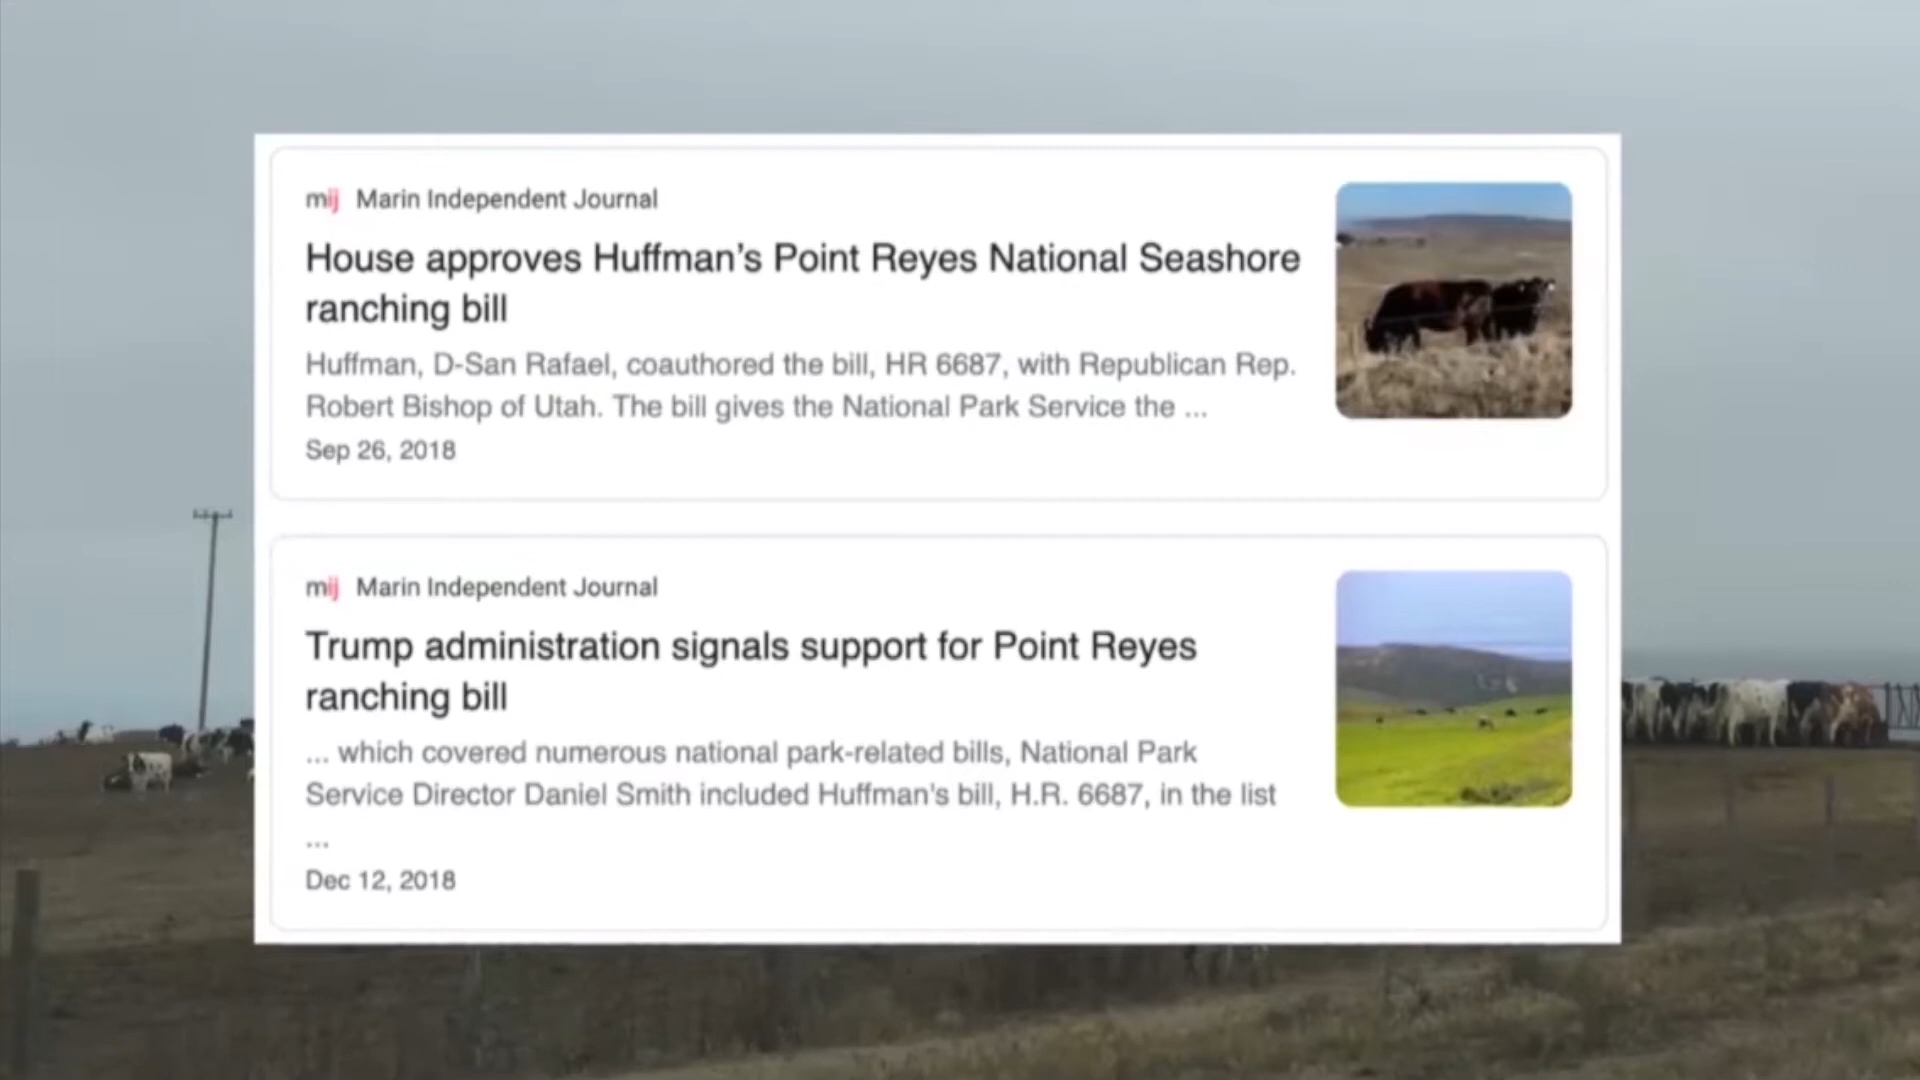 mij Marin Independent Journal
House approves Huffman’s Point Reyes National Seashore
ranching bill
Huffman, D-San Rafael, coauthored the bill, HR 6687, with Republican Rep.
Robert Bishop of Utah. The bill gives the National Park Service the ...
Sep 26, 2018
mij Marin Independent Journal
Trump administration signals support for Point Reyes
ranching bill
... which covered numerous national park-related bills, National Park
Service Director Daniel Smith included Huffman's bill, H.R. 6687, in the list
...
Dec 12, 2018